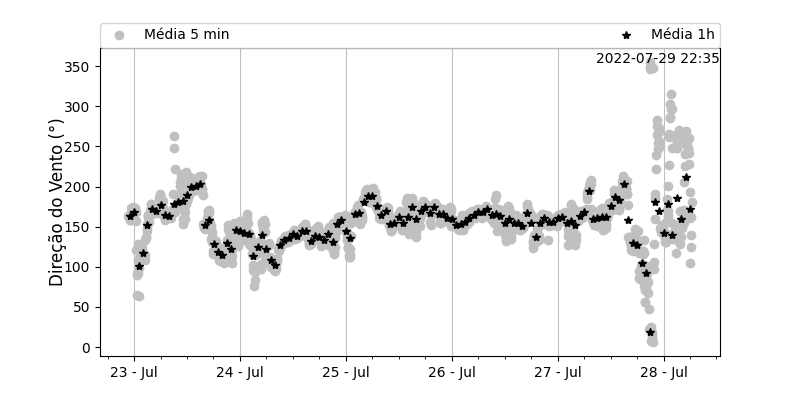 Média 5 min
Média 1h
2022-07-29 22:35
Direção do Vento (°)
350
300
250
200
150
100
50
0
23 - Jul
24 - Jul
25 - Jul
26 - Jul
27 - Jul
28 - Jul